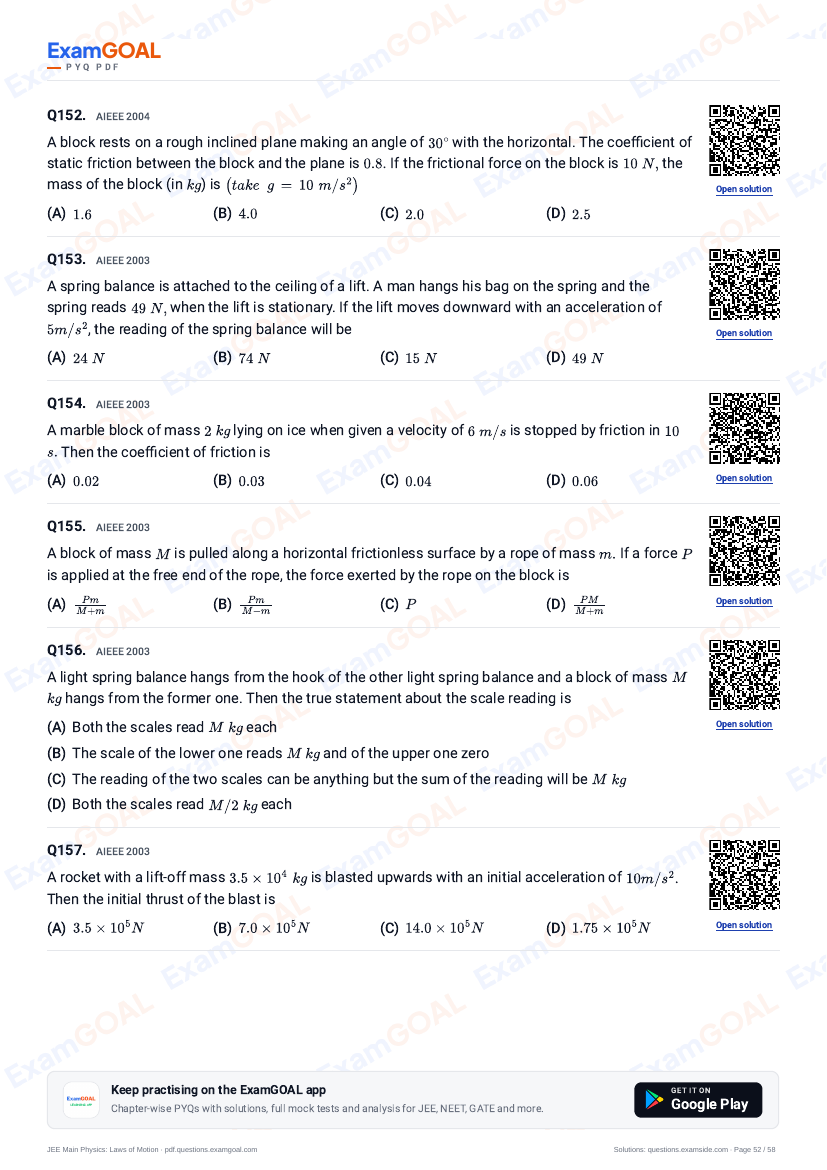 ExamGOAL
PYQ PDF
Q152. AIEEE 2004
A block rests on a rough inclined plane making an angle of 30° with the horizontal. The coefficient of
static friction between the block and the plane is 0.8. If the frictional force on the block is 10 N, the
mass of the block (in kg) is (take g = 10 m/s²)
(A) 1.6 (B) 4.0 (C) 2.0 (D) 2.5
Open solution
Q153. AIEEE 2003
A spring balance is attached to the ceiling of a lift. A man hangs his bag on the spring and the
spring reads 49 N, when the lift is stationary. If the lift moves downward with an acceleration of
5m/s², the reading of the spring balance will be
(A) 24 N (B) 74 N (C) 15 N (D) 49 N
Open solution
Q154. AIEEE 2003
A marble block of mass 2 kg lying on ice when given a velocity of 6 m/s is stopped by friction in 10
s. Then the coefficient of friction is
(A) 0.02 (B) 0.03 (C) 0.04 (D) 0.06
Open solution
Q155. AIEEE 2003
A block of mass M is pulled along a horizontal frictionless surface by a rope of mass m. If a force P
is applied at the free end of the rope, the force exerted by the rope on the block is
(A) Pm/(M+m) (B) Pm/(M−m) (C) P (D) PM/(M+m)
Open solution
Q156. AIEEE 2003
A light spring balance hangs from the hook of the other light spring balance and a block of mass M
kg hangs from the former one. Then the true statement about the scale reading is
(A) Both the scales read M kg each
(B) The scale of the lower one reads M kg and of the upper one zero
(C) The reading of the two scales can be anything but the sum of the reading will be M kg
(D) Both the scales read M/2 kg each
Open solution
Q157. AIEEE 2003
A rocket with a lift-off mass 3.5 × 10⁴ kg is blasted upwards with an initial acceleration of 10m/s².
Then the initial thrust of the blast is
(A) 3.5 × 10⁵N (B) 7.0 × 10⁵N (C) 14.0 × 10⁵N (D) 1.75 × 10⁵N
Open solution
Keep practising on the ExamGOAL app
Chapter-wise PYQs with solutions, full mock tests and analysis for JEE, NEET, GATE and more.
GET IT ON
Google Play
JEE Main Physics: Laws of Motion · pdf.questions.examgoal.com
Solutions: questions.examside.com · Page 52 / 58